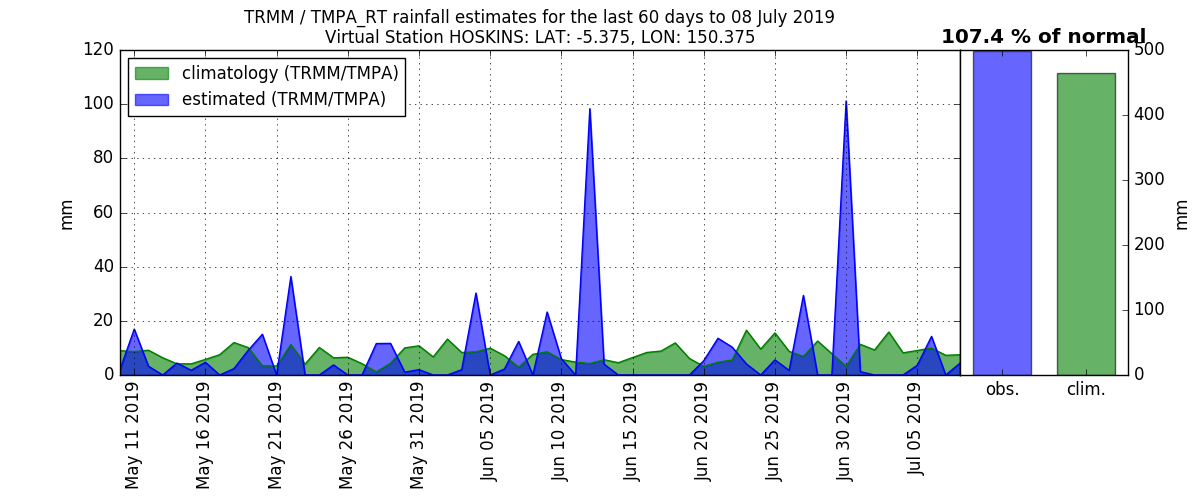 TRMM / TMPA_RT rainfall estimates for the last 60 days to 08 July 2019
Virtual Station HOSKINS: LAT: -5.375, LON: 150.375
107.4 % of normal
climatology (TRMM/TMPA)
estimated (TRMM/TMPA)
mm
120
100
80
60
40
20
0
May 11 2019
May 16 2019
May 21 2019
May 26 2019
May 31 2019
Jun 05 2019
Jun 10 2019
Jun 15 2019
Jun 20 2019
Jun 25 2019
Jun 30 2019
Jul 05 2019
500
400
300
200
100
0
mm
obs.
clim.